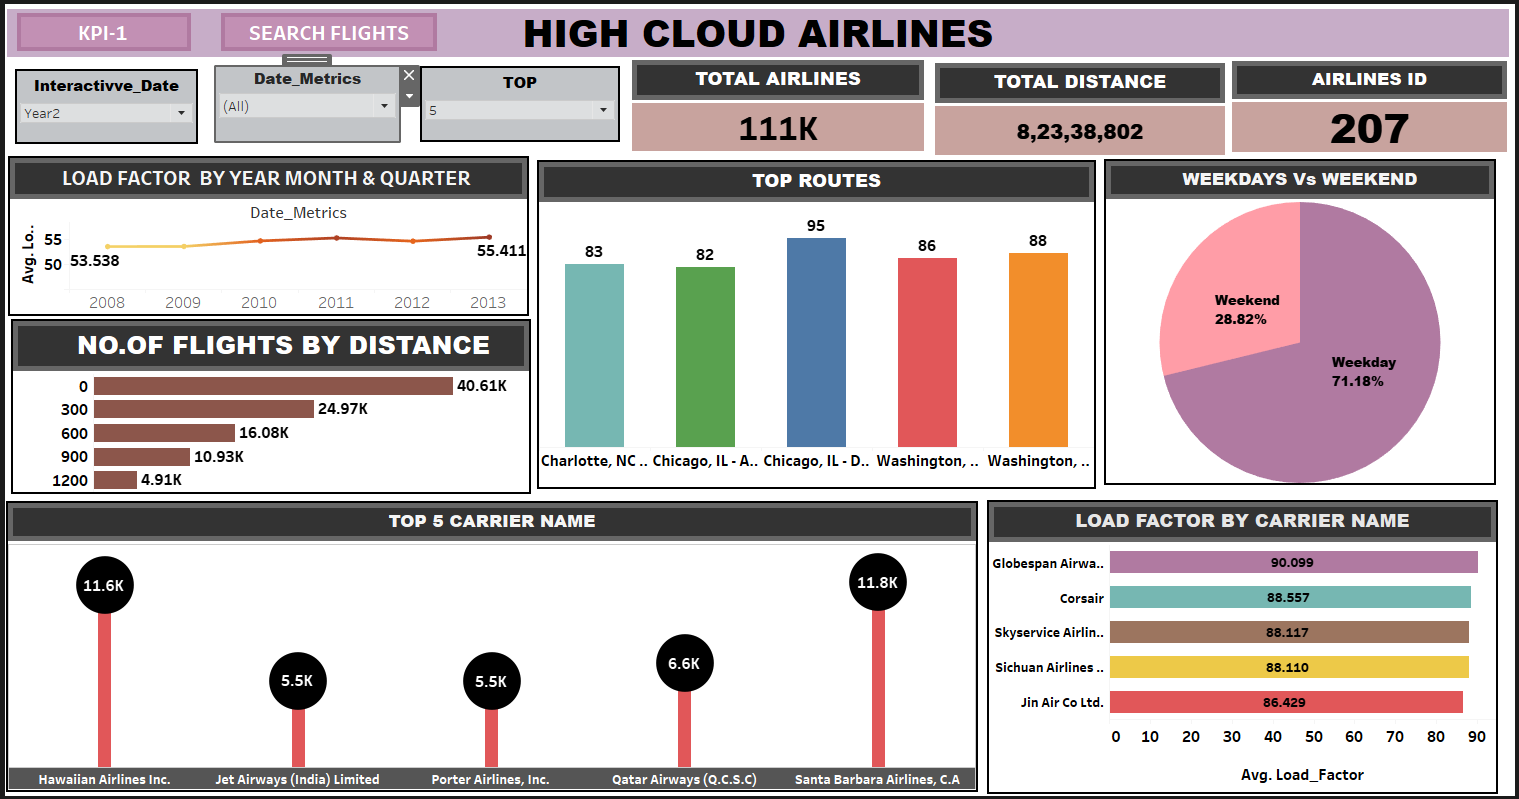 KPI-1
SEARCH FLIGHTS
HIGH CLOUD AIRLINES
Interactivve_Date
Year2
Date_Metrics
(All)
TOP
5
TOTAL AIRLINES
111K
TOTAL DISTANCE
8,23,38,802
AIRLINES ID
207
LOAD FACTOR BY YEAR MONTH & QUARTER
Date_Metrics
Avg. Lo..
55
50
53.538
55.411
2008 2009 2010 2011 2012 2013
NO.OF FLIGHTS BY DISTANCE
0 40.61K
300 24.97K
600 16.08K
900 10.93K
1200 4.91K
TOP ROUTES
83 82 95 86 88
Charlotte, NC .. Chicago, IL - A.. Chicago, IL - D.. Washington, .. Washington, ..
WEEKDAYS Vs WEEKEND
Weekend
28.82%
Weekday
71.18%
TOP 5 CARRIER NAME
11.6K 5.5K 5.5K 6.6K 11.8K
Hawaiian Airlines Inc. Jet Airways (India) Limited Porter Airlines, Inc. Qatar Airways (Q.C.S.C) Santa Barbara Airlines, C.A
LOAD FACTOR BY CARRIER NAME
Globespan Airwa.. 90.099
Corsair 88.557
Skyservice Airlin.. 88.117
Sichuan Airlines .. 88.110
Jin Air Co Ltd. 86.429
0 10 20 30 40 50 60 70 80 90
Avg. Load_Factor